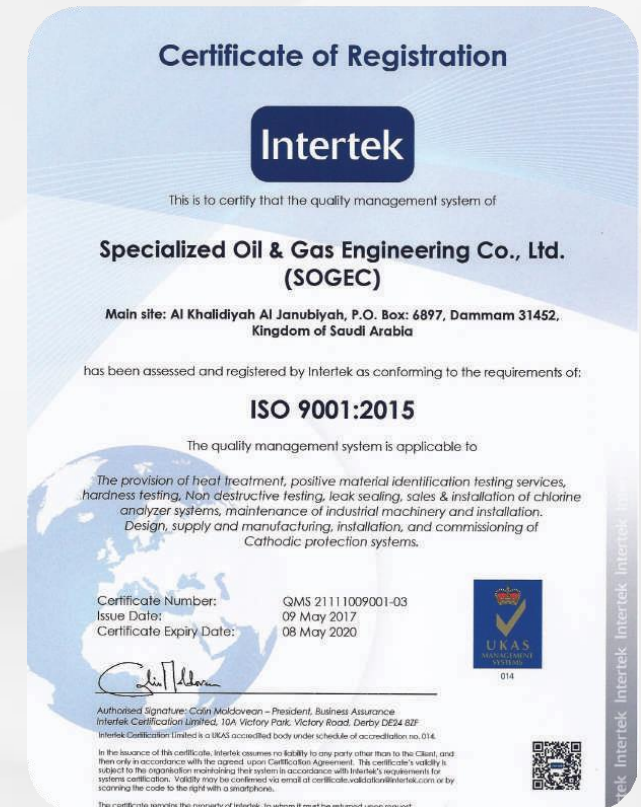 Certificate of Registration
Intertek
This is to certify that the quality management system of
Specialized Oil & Gas Engineering Co., Ltd.
(SOGEC)
Main site: Al Khalidiyah Al Janubiyah, P.O. Box: 6897, Dammam 31452,
Kingdom of Saudi Arabia
has been assessed and registered by Intertek as conforming to the requirements of:
ISO 9001:2015
The quality management system is applicable to
The provision of heat treatment, positive material identification testing services,
hardness testing, Non destructive testing, leak sealing, sales & installation of chlorine
analyzer systems, maintenance of industrial machinery and installation.
Design, supply and manufacturing, installation, and commissioning of
Cathodic protection systems.
Certificate Number: QMS 21111009001-03
Issue Date: 09 May 2017
Certificate Expiry Date: 08 May 2020
UKAS
MANAGEMENT
SYSTEMS
014
Authorised Signature: Calin Moldovean – President, Business Assurance
Intertek Certification Limited, 10A Victory Park, Victory Road, Derby DE24 8ZF
Intertek Certification Limited is a UKAS accredited body under schedule of accreditation no. 014.
In the issuance of this certificate, Intertek assumes no liability to any party other than to the Client, and
then only in accordance with the agreed upon Certification Agreement. This certificate's validity is
subject to the organisation maintaining their system in accordance with Intertek's requirements for
systems certification. Validity may be confirmed via email at certificate.validation@intertek.com or by
scanning the code to the right with a smartphone.
The certificate remains the property of Intertek, to whom it must be returned upon request.
Intertek Intertek Intertek Intertek